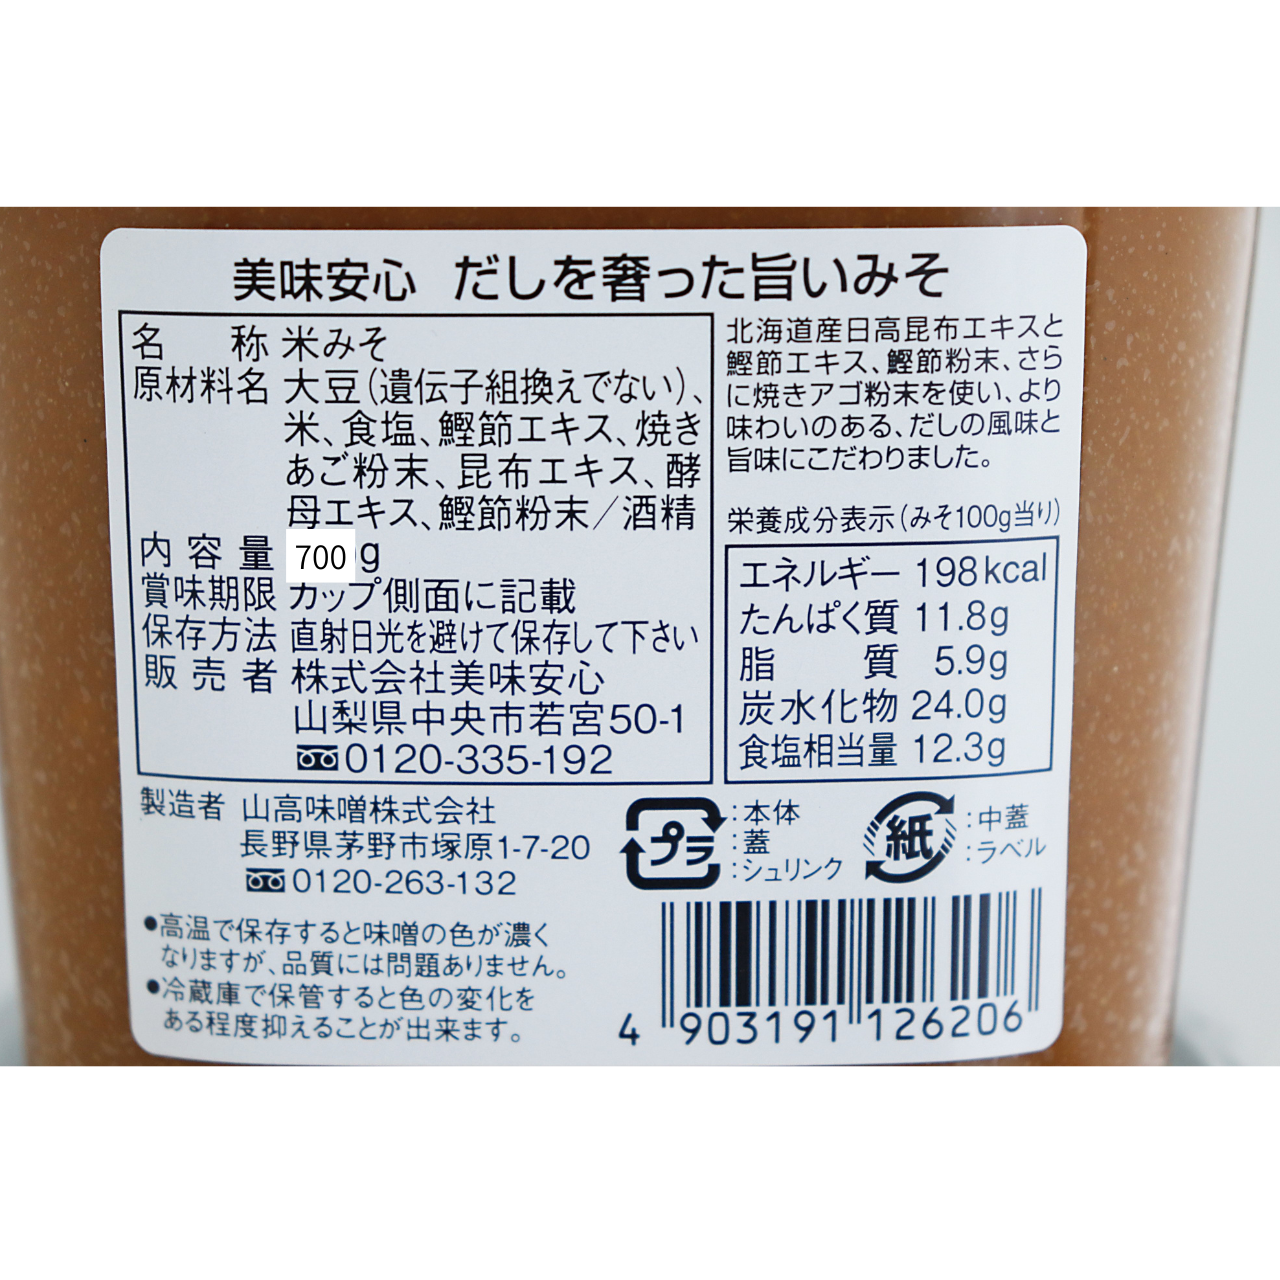 美味安心 だしを奢った旨いみそ
名称 米みそ
原材料名 大豆(遺伝子組換えでない)、
米、食塩、鰹節エキス、焼き
あご粉末、昆布エキス、酵
母エキス、鰹節粉末/酒精
内容量 700g
賞味期限 カップ側面に記載
保存方法 直射日光を避けて保存して下さい
販売者 株式会社美味安心
山梨県中央市若宮50-1
0120-335-192
北海道産日高昆布エキスと
鰹節エキス、鰹節粉末、さら
に焼きアゴ粉末を使い、より
味わいのある、だしの風味と
旨味にこだわりました。
栄養成分表示(みそ100g当り)
エネルギー 198kcal
たんぱく質 11.8g
脂質 5.9g
炭水化物 24.0g
食塩相当量 12.3g
製造者 山高味噌株式会社
長野県茅野市塚原1-7-20
0120-263-132
プラ
:本体
:蓋
:シュリンク
紙
:中蓋
:ラベル
●高温で保存すると味噌の色が濃く
なりますが、品質には問題ありません。
●冷蔵庫で保管すると色の変化を
ある程度抑えることが出来ます。
4 903191 126206